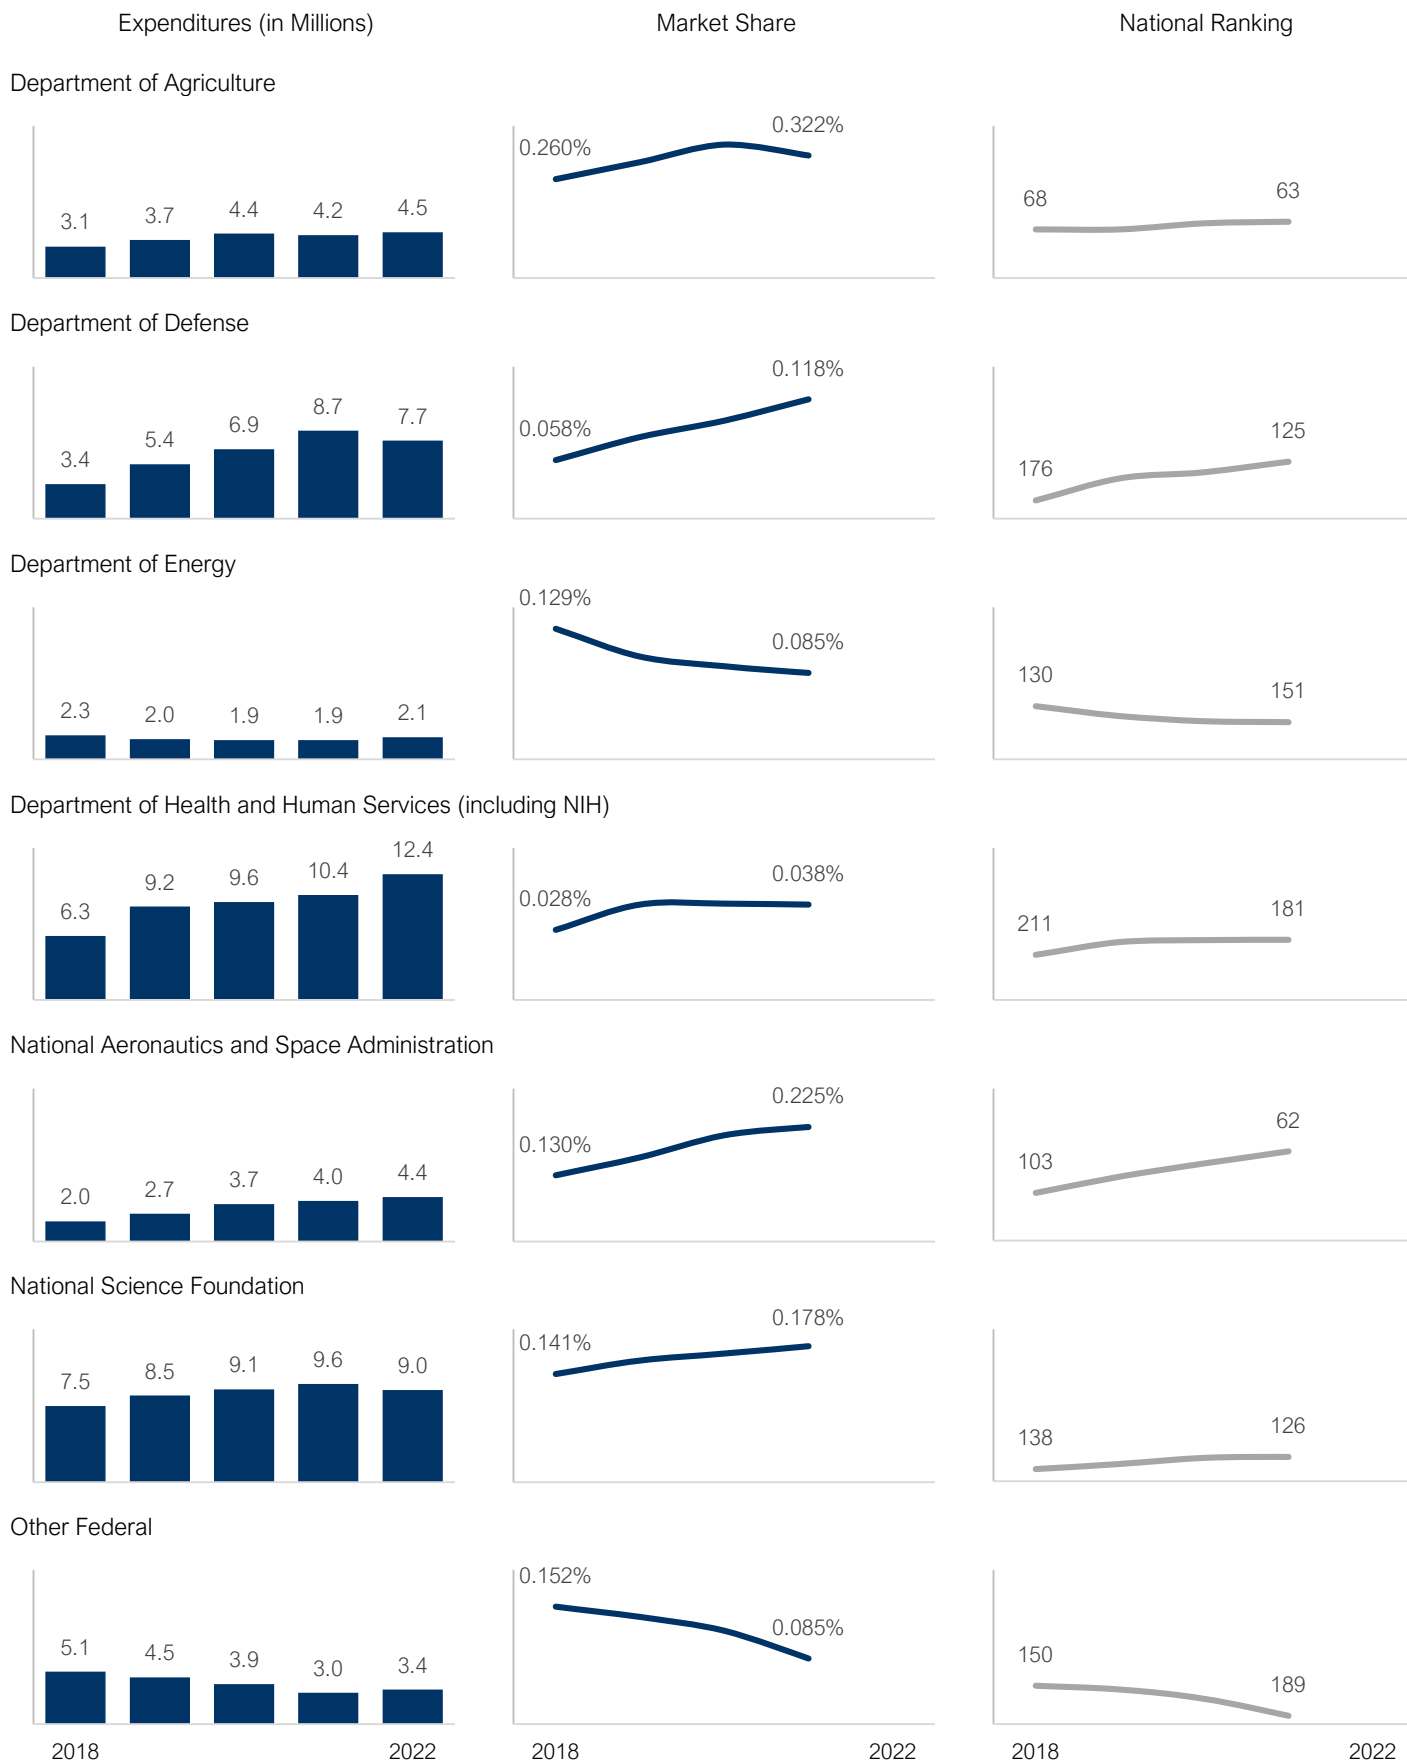 Expenditures (in Millions) Market Share National Ranking
Department of Agriculture
3.1 3.7 4.4 4.2 4.5 0.260% 0.322% 68 63
Department of Defense
3.4 5.4 6.9 8.7 7.7 0.058% 0.118% 176 125
Department of Energy
2.3 2.0 1.9 1.9 2.1 0.129% 0.085% 130 151
Department of Health and Human Services (including NIH)
6.3 9.2 9.6 10.4 12.4 0.028% 0.038% 211 181
National Aeronautics and Space Administration
2.0 2.7 3.7 4.0 4.4 0.130% 0.225% 103 62
National Science Foundation
7.5 8.5 9.1 9.6 9.0 0.141% 0.178% 138 126
Other Federal
5.1 4.5 3.9 3.0 3.4 0.152% 0.085% 150 189
2018 2022 2018 2022 2018 2022